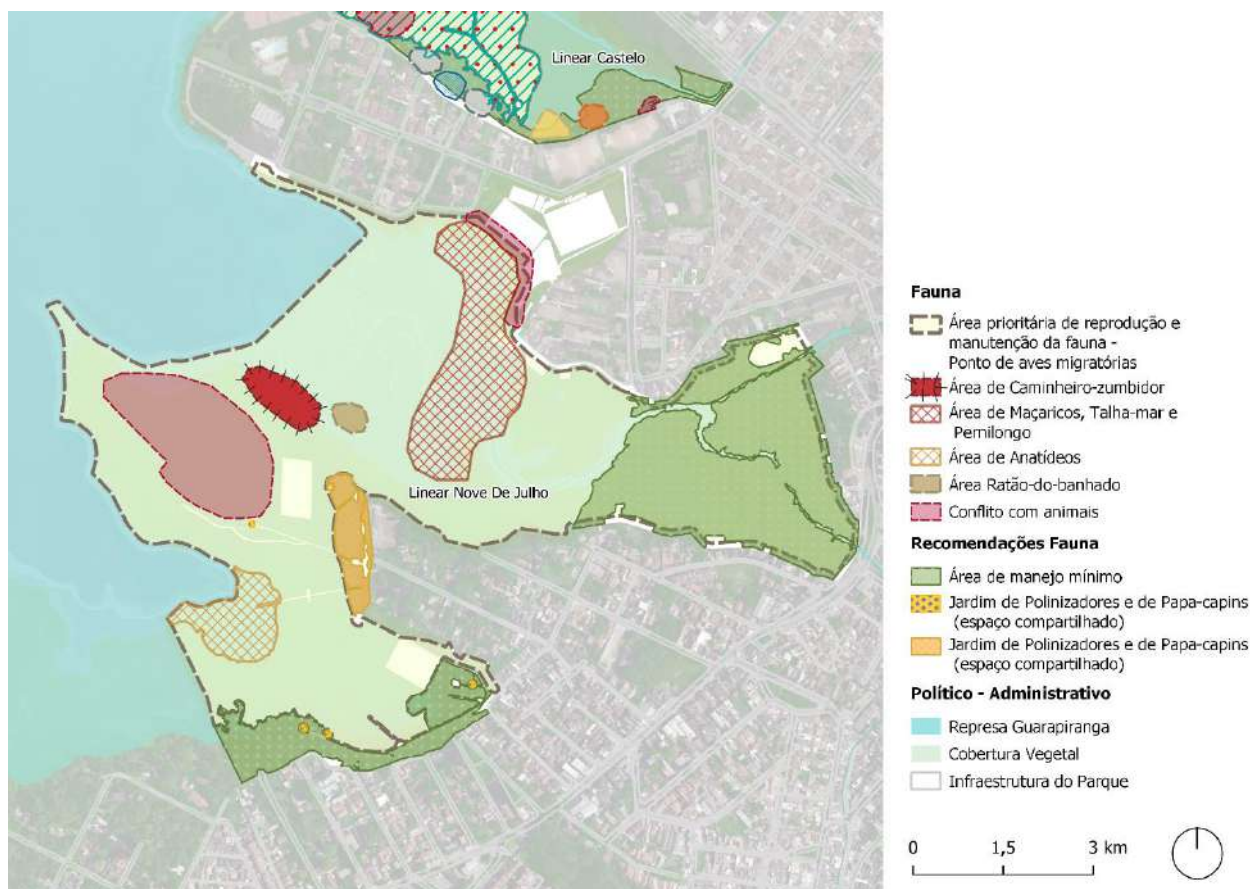 Linear Castelo
Linear Nove De Julho
Fauna
Área prioritária de reprodução e
manutenção da fauna -
Ponto de aves migratórias
Área de Caminheiro-zumbidor
Área de Maçaricos, Talha-mar e
Pernilongo
Área de Anatídeos
Área Ratão-do-banhado
Conflito com animais
Recomendações Fauna
Área de manejo mínimo
Jardim de Polinizadores e de Papa-capins
(espaço compartilhado)
Jardim de Polinizadores e de Papa-capins
(espaço compartilhado)
Político - Administrativo
Represa Guarapiranga
Cobertura Vegetal
Infraestrutura do Parque
0 1,5 3 km